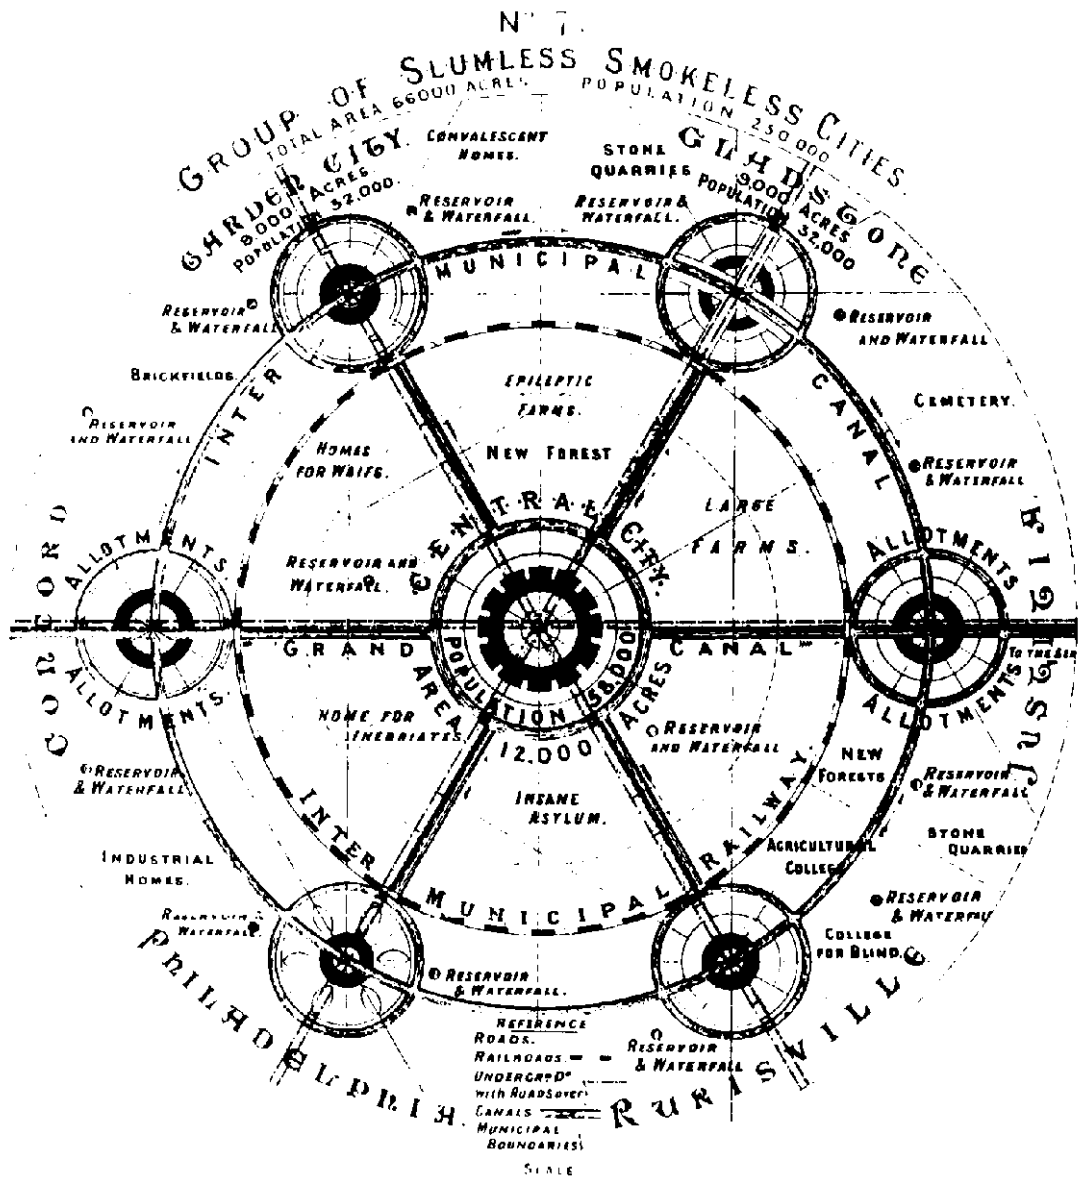 Nº 7.
GROUP OF SLUMLESS SMOKELESS CITIES
TOTAL AREA 66000 ACRES POPULATION 250,000
GARDEN CITY.
9,000 ACRES
POPULATION 32,000.
CONVALESCENT
HOMES.
STONE
QUARRIES
GLADSTONE
9,000 ACRES
POPULATION 32,000
RESERVOIR
& WATERFALL.
RESERVOIR &
WATERFALL.
INTER MUNICIPAL CANAL
RESERVOIR
& WATERFALL
RESERVOIR
AND WATERFALL
BRICKFIELDS.
EPILEPTIC
FARMS.
CEMETERY.
RESERVOIR
AND WATERFALL
HOMES
FOR WAIFS.
NEW FOREST
RESERVOIR
& WATERFALL
LARGE
FARMS.
CENTRAL CITY.
RESERVOIR AND
WATERFALL.
CONCORD
ALLOTMENTS.
ALLOTMENTS
GRAND CANAL
POPULATION 58,000
TO THE SEA
ALLOTMENTS.
ALLOTMENTS
AREA 12,000 ACRES
HOME FOR
INEBRIATES.
RESERVOIR
AND WATERFALL
NEW
FORESTS
RESERVOIR
& WATERFALL
RESERVOIR
& WATERFALL
INSANE
ASYLUM.
STONE
QUARRIES
INTER MUNICIPAL RAILWAY.
AGRICULTURAL
COLLEGE
INDUSTRIAL
HOMES.
RESERVOIR
& WATERFALL
RESERVOIR &
WATERFALL.
COLLEGE
FOR BLIND.
RESERVOIR
& WATERFALL.
PHILADELPHIA.
RURISVILLE
REFERENCE
ROADS.
RAILROADS.
UNDERGRD Dº
with ROADS over
CANALS
MUNICIPAL
BOUNDARIES
RESERVOIR
& WATERFALL
SCALE